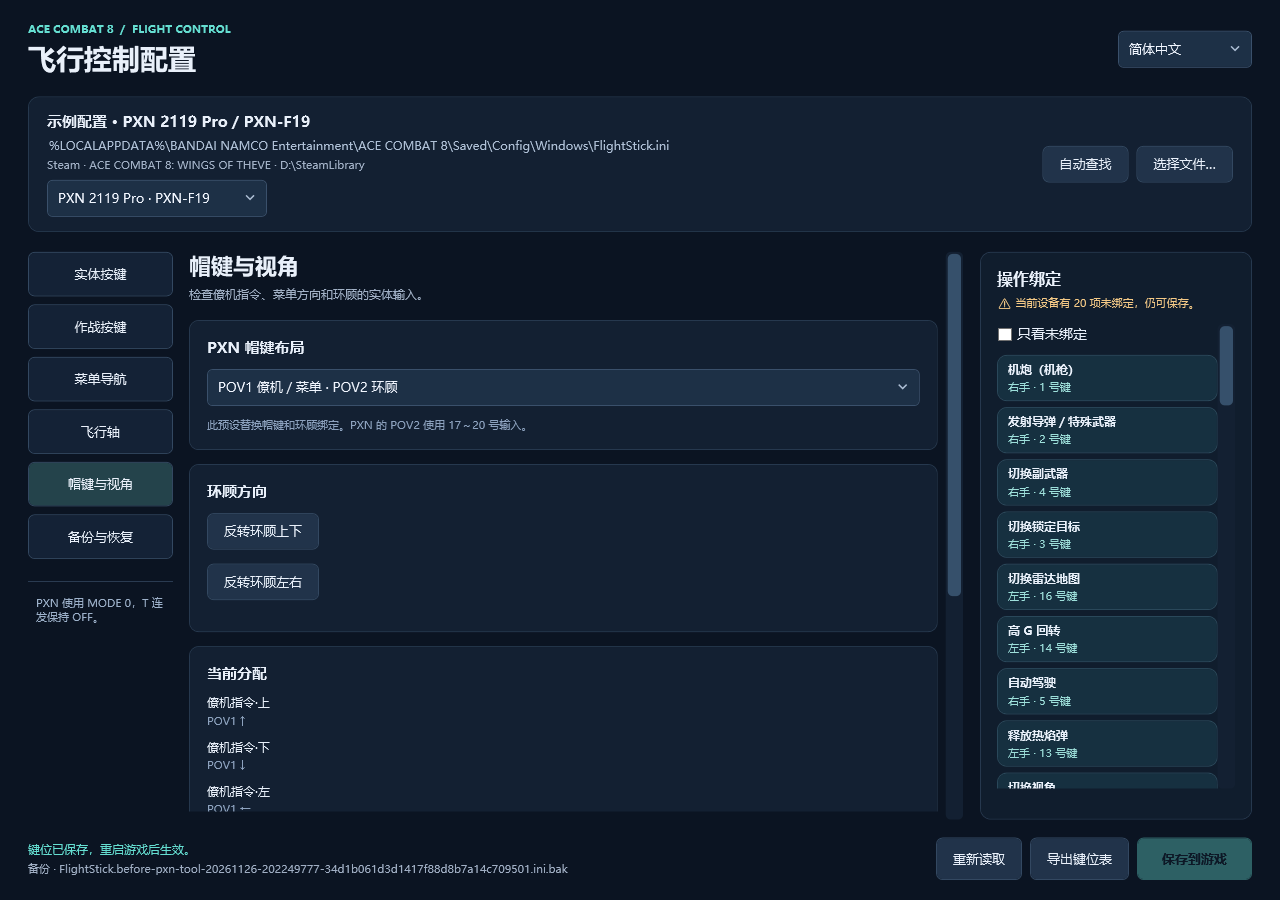 ACE COMBAT 8 / FLIGHT CONTROL
飞行控制配置
简体中文
示例配置 • PXN 2119 Pro / PXN-F19
%LOCALAPPDATA%\BANDAI NAMCO Entertainment\ACE COMBAT 8\Saved\Config\Windows\FlightStick.ini
Steam · ACE COMBAT 8: WINGS OF THEVE · D:\SteamLibrary
PXN 2119 Pro · PXN-F19
自动查找
选择文件...
实体按键
作战按键
菜单导航
飞行轴
帽键与视角
备份与恢复
PXN 使用 MODE 0，T 连
发保持 OFF。
帽键与视角
检查僚机指令、菜单方向和环顾的实体输入。
PXN 帽键布局
POV1 僚机 / 菜单 · POV2 环顾
此预设替换帽键和环顾绑定。PXN 的 POV2 使用 17～20 号输入。
环顾方向
反转环顾上下
反转环顾左右
当前分配
僚机指令·上
POV1 ↑
僚机指令·下
POV1 ↓
僚机指令·左
POV1 ←
操作绑定
⚠ 当前设备有 20 项未绑定，仍可保存。
只看未绑定
机炮（机枪）
右手 · 1 号键
发射导弹 / 特殊武器
右手 · 2 号键
切换副武器
右手 · 4 号键
切换锁定目标
右手 · 3 号键
切换雷达地图
左手 · 16 号键
高 G 回转
左手 · 14 号键
自动驾驶
右手 · 5 号键
释放热焰弹
左手 · 13 号键
切换视角
键位已保存，重启游戏后生效。
备份 · FlightStick.before-pxn-tool-20261126-202249777-34d1b061d3d1417f88d8b7a14c709501.ini.bak
重新读取
导出键位表
保存到游戏